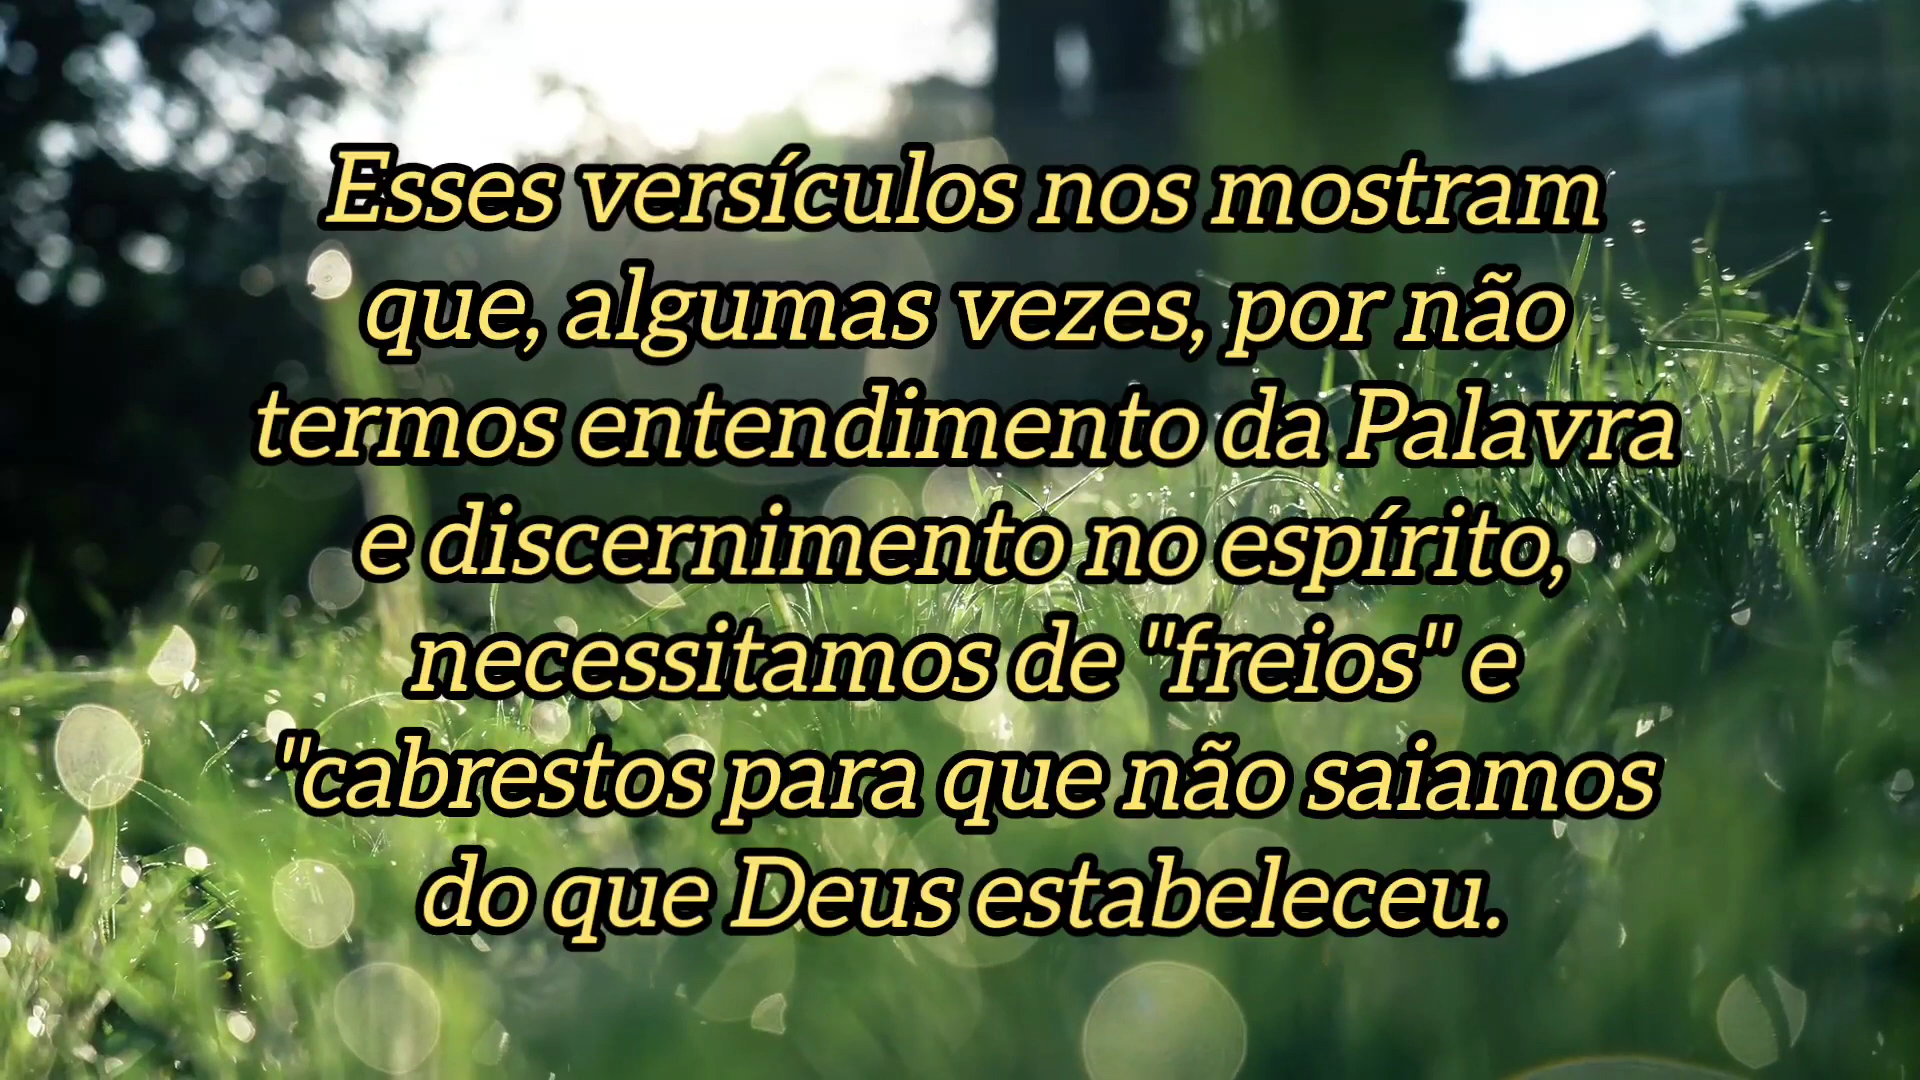 Esses versículos nos mostram
que, algumas vezes, por não
termos entendimento da Palavra
e discernimento no espírito,
necessitamos de "freios" e
"cabrestos para que não saiamos
do que Deus estabeleceu.